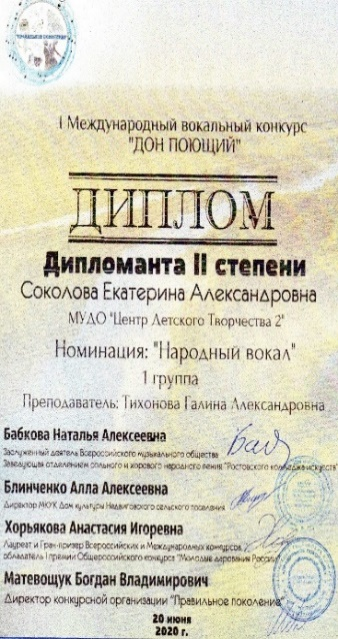 I Международный вокальный конкурс
"ДОН ПОЮЩИЙ"
ДИПЛОМ
Дипломанта II степени
Соколова Екатерина Александровна
МУДО "Центр Детского Творчества 2"
Номинация: "Народный вокал"
1 группа
Преподаватель: Тихонова Галина Александровна
Бабкова Наталья Алексеевна
Заслуженный деятель Всероссийского музыкального общества
Заведующая отделением сольного и хорового народного пения "Ростовского колледжа искусств"
Блинченко Алла Алексеевна
Директор МКУК Дом культуры Недвиговского сельского поселения
Хорьякова Анастасия Игоревна
Лауреат и Гран-призер Всероссийских и Международных конкурсов,
обладатель I премии Общероссийского конкурса "Молодые дарования России"
Матевощук Богдан Владимирович
Директор конкурсной организации "Правильное поколение"
20 июня
2020 г.